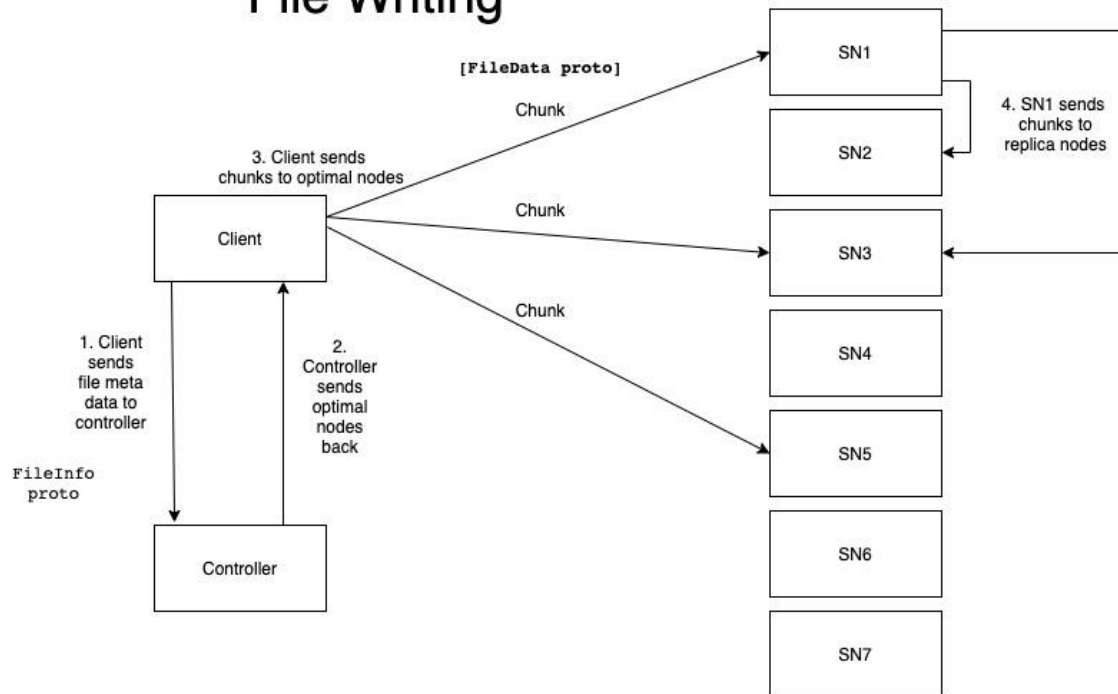 File Writing
[FileData proto]
Chunk
3. Client sends
chunks to optimal nodes
Client
Chunk
Chunk
1. Client
sends
file meta
data to
controller
2.
Controller
sends
optimal
nodes
back
FileInfo
proto
Controller
SN1
SN2
SN3
SN4
SN5
SN6
SN7
4. SN1 sends
chunks to
replica nodes